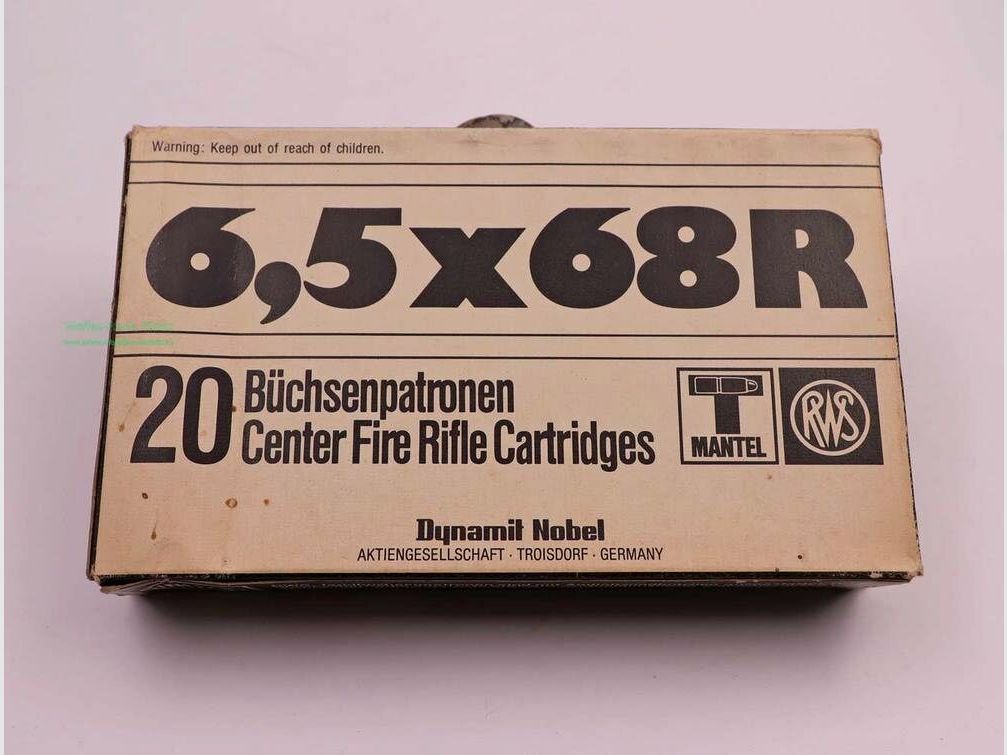 Warning: Keep out of reach of children.
6,5x68R
20 Büchsenpatronen
Center Fire Rifle Cartridges
T
MANTEL
RWS
Dynamit Nobel
AKTIENGESELLSCHAFT · TROISDORF · GERMANY